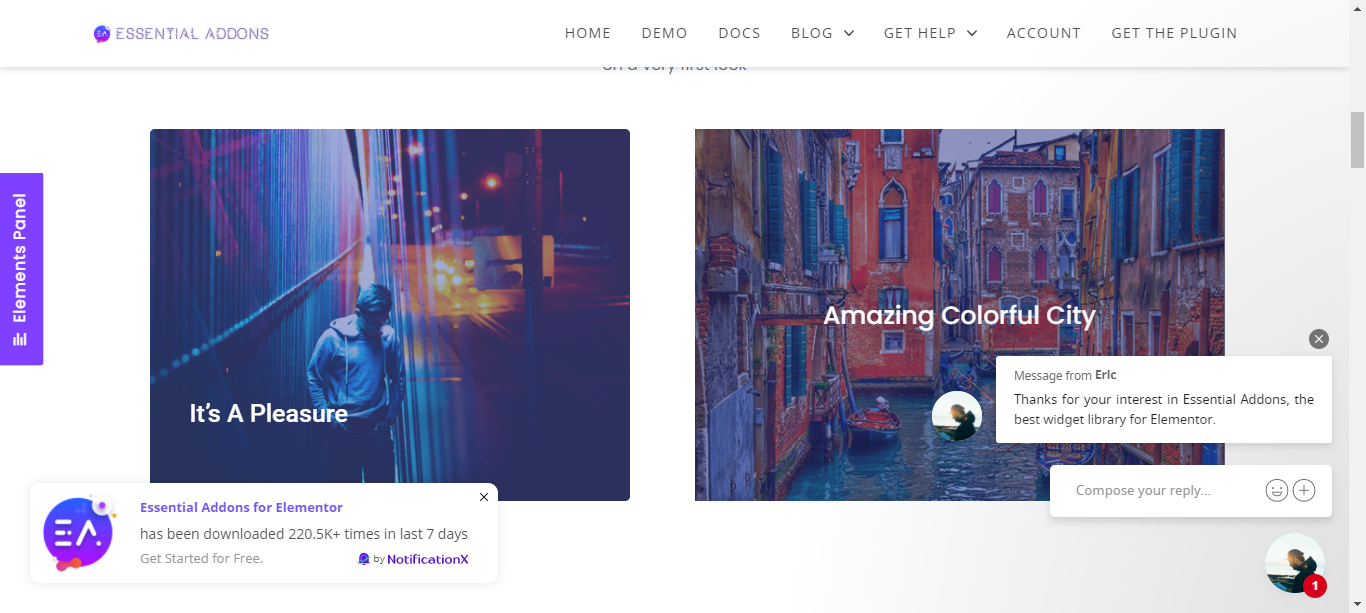 EA ESSENTIAL ADDONS
HOME DEMO DOCS BLOG GET HELP ACCOUNT GET THE PLUGIN
on a very first look
Elements Panel
It's A Pleasure
Amazing Colorful City
Message from Eric
Thanks for your interest in Essential Addons, the
best widget library for Elementor.
Compose your reply...
EA
Essential Addons for Elementor
has been downloaded 220.5K+ times in last 7 days
Get Started for Free.
by NotificationX
1